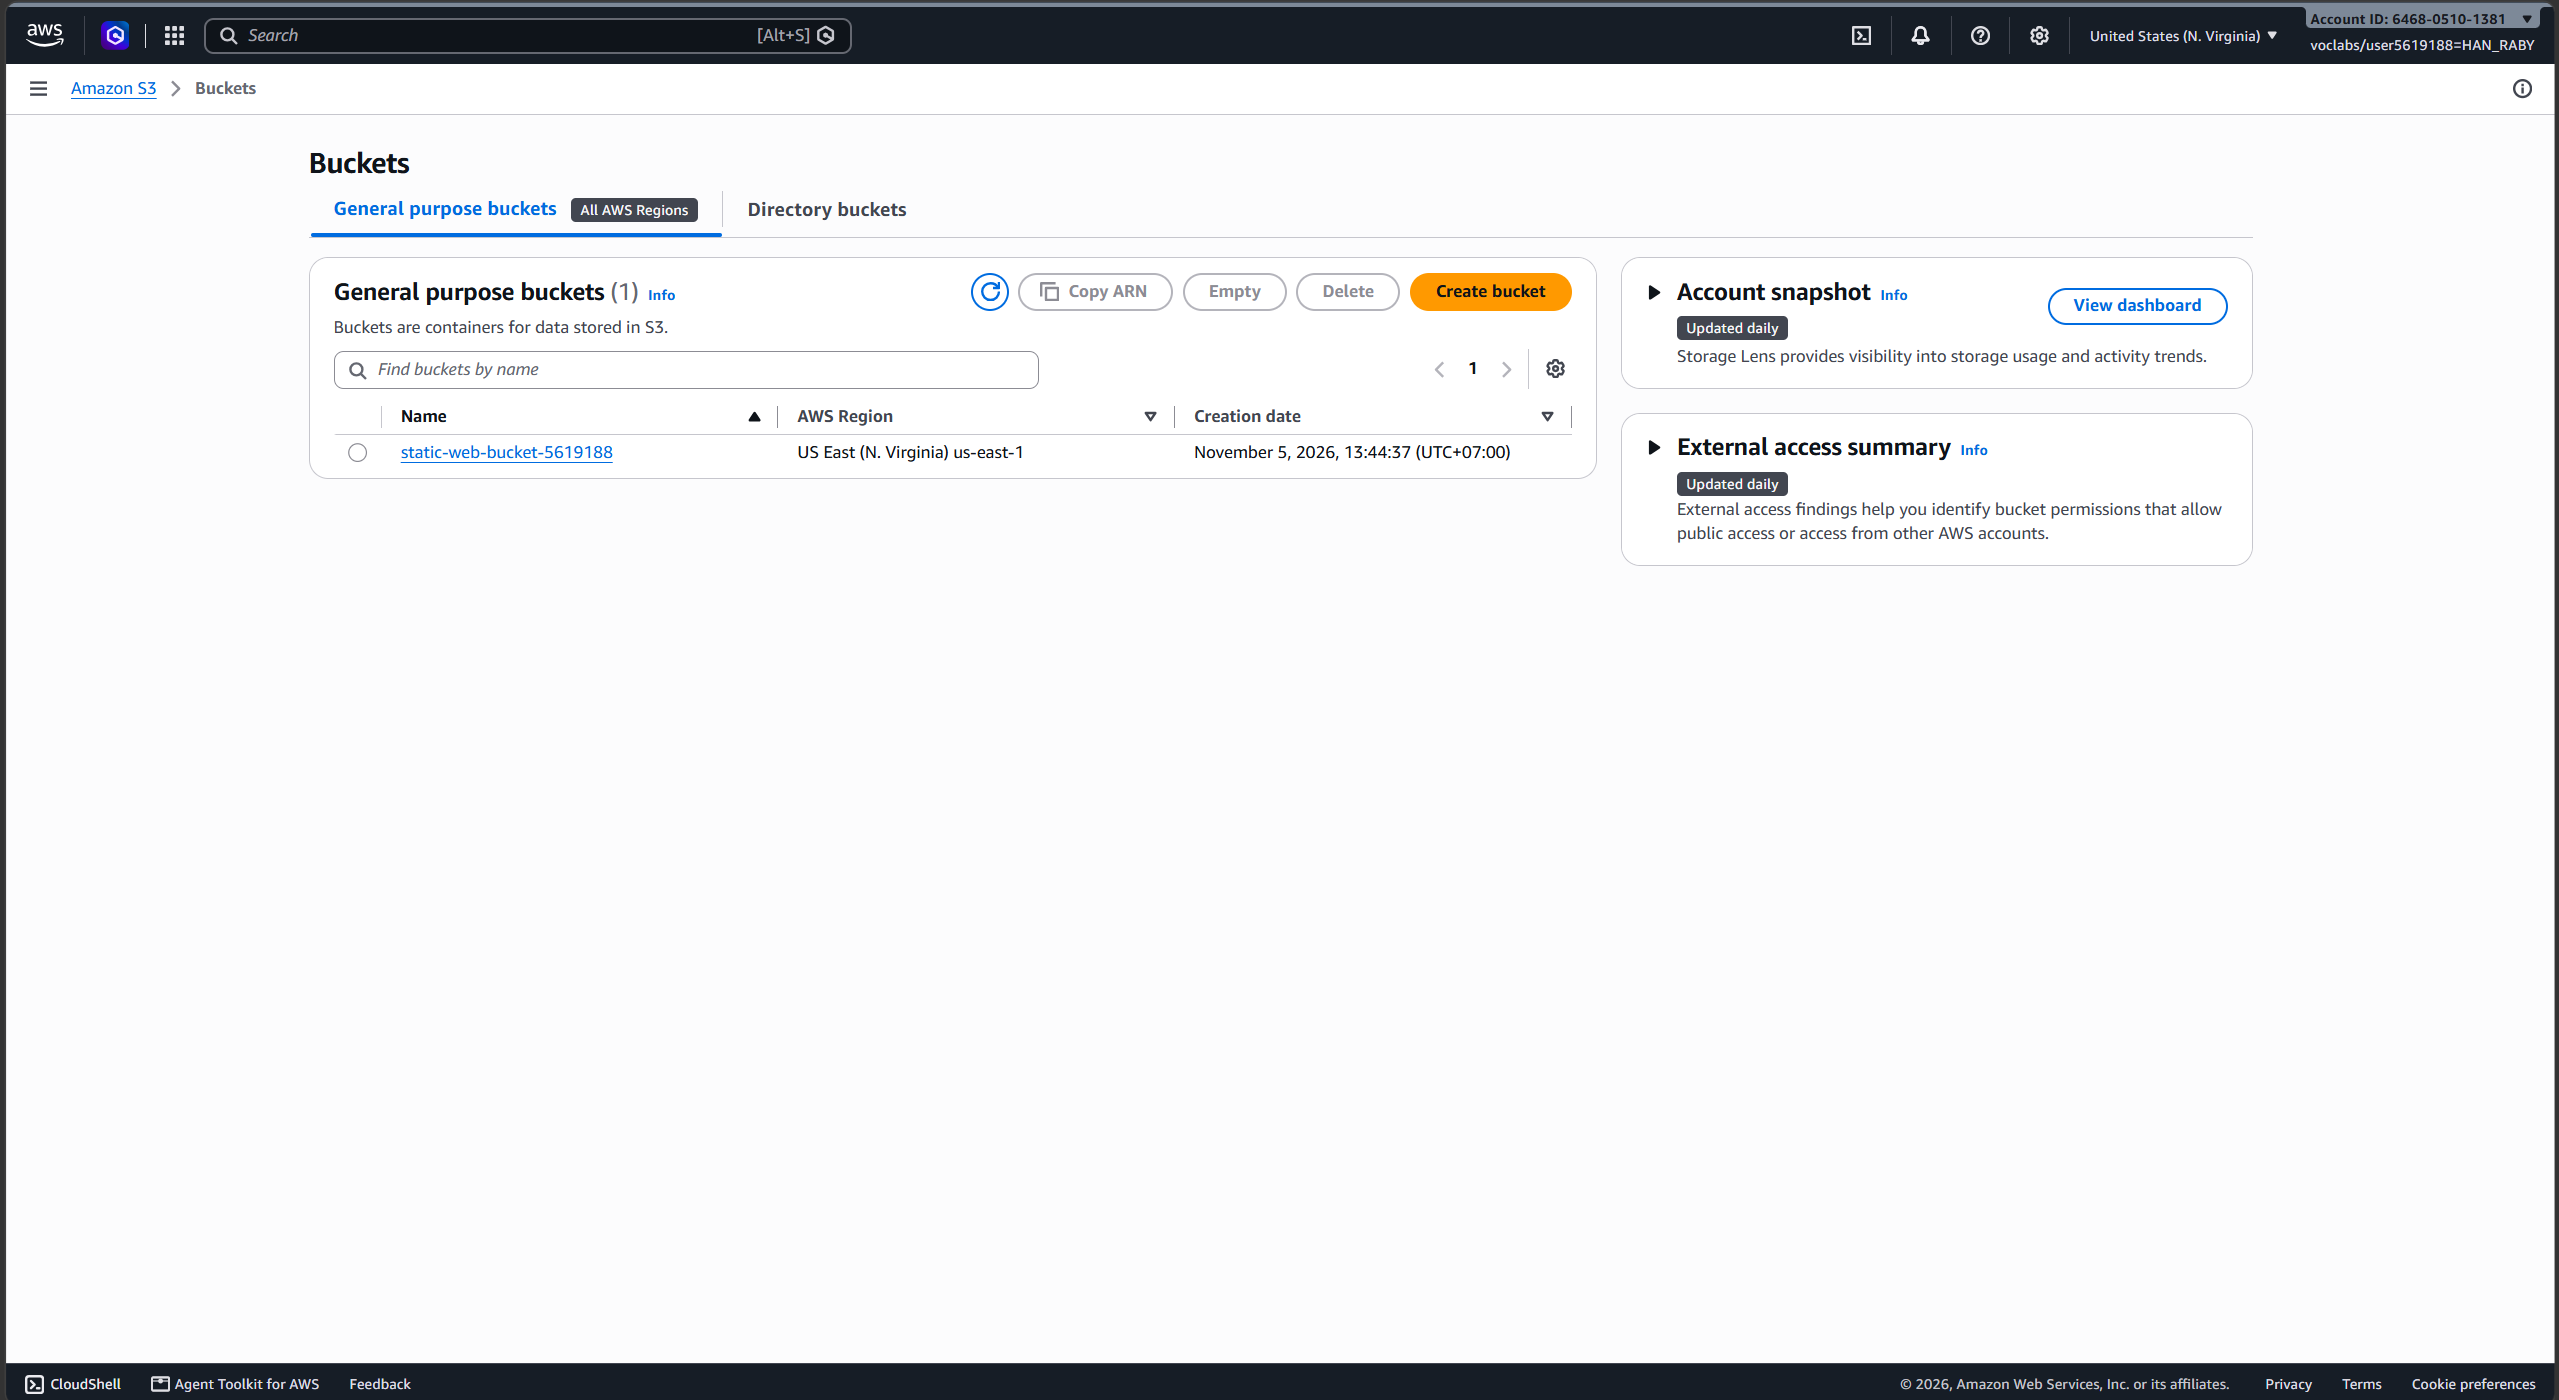 aws
Search [Alt+S]
United States (N. Virginia)
Account ID: 6468-0510-1381
voclabs/user5619188=HAN_RABY
Amazon S3 Buckets
Buckets
General purpose buckets All AWS Regions Directory buckets
General purpose buckets (1) Info
Copy ARN Empty Delete Create bucket
Buckets are containers for data stored in S3.
Find buckets by name
1
Name AWS Region Creation date
static-web-bucket-5619188 US East (N. Virginia) us-east-1 November 5, 2026, 13:44:37 (UTC+07:00)
Account snapshot Info
View dashboard
Updated daily
Storage Lens provides visibility into storage usage and activity trends.
External access summary Info
Updated daily
External access findings help you identify bucket permissions that allow
public access or access from other AWS accounts.
CloudShell Agent Toolkit for AWS Feedback © 2026, Amazon Web Services, Inc. or its affiliates. Privacy Terms Cookie preferences